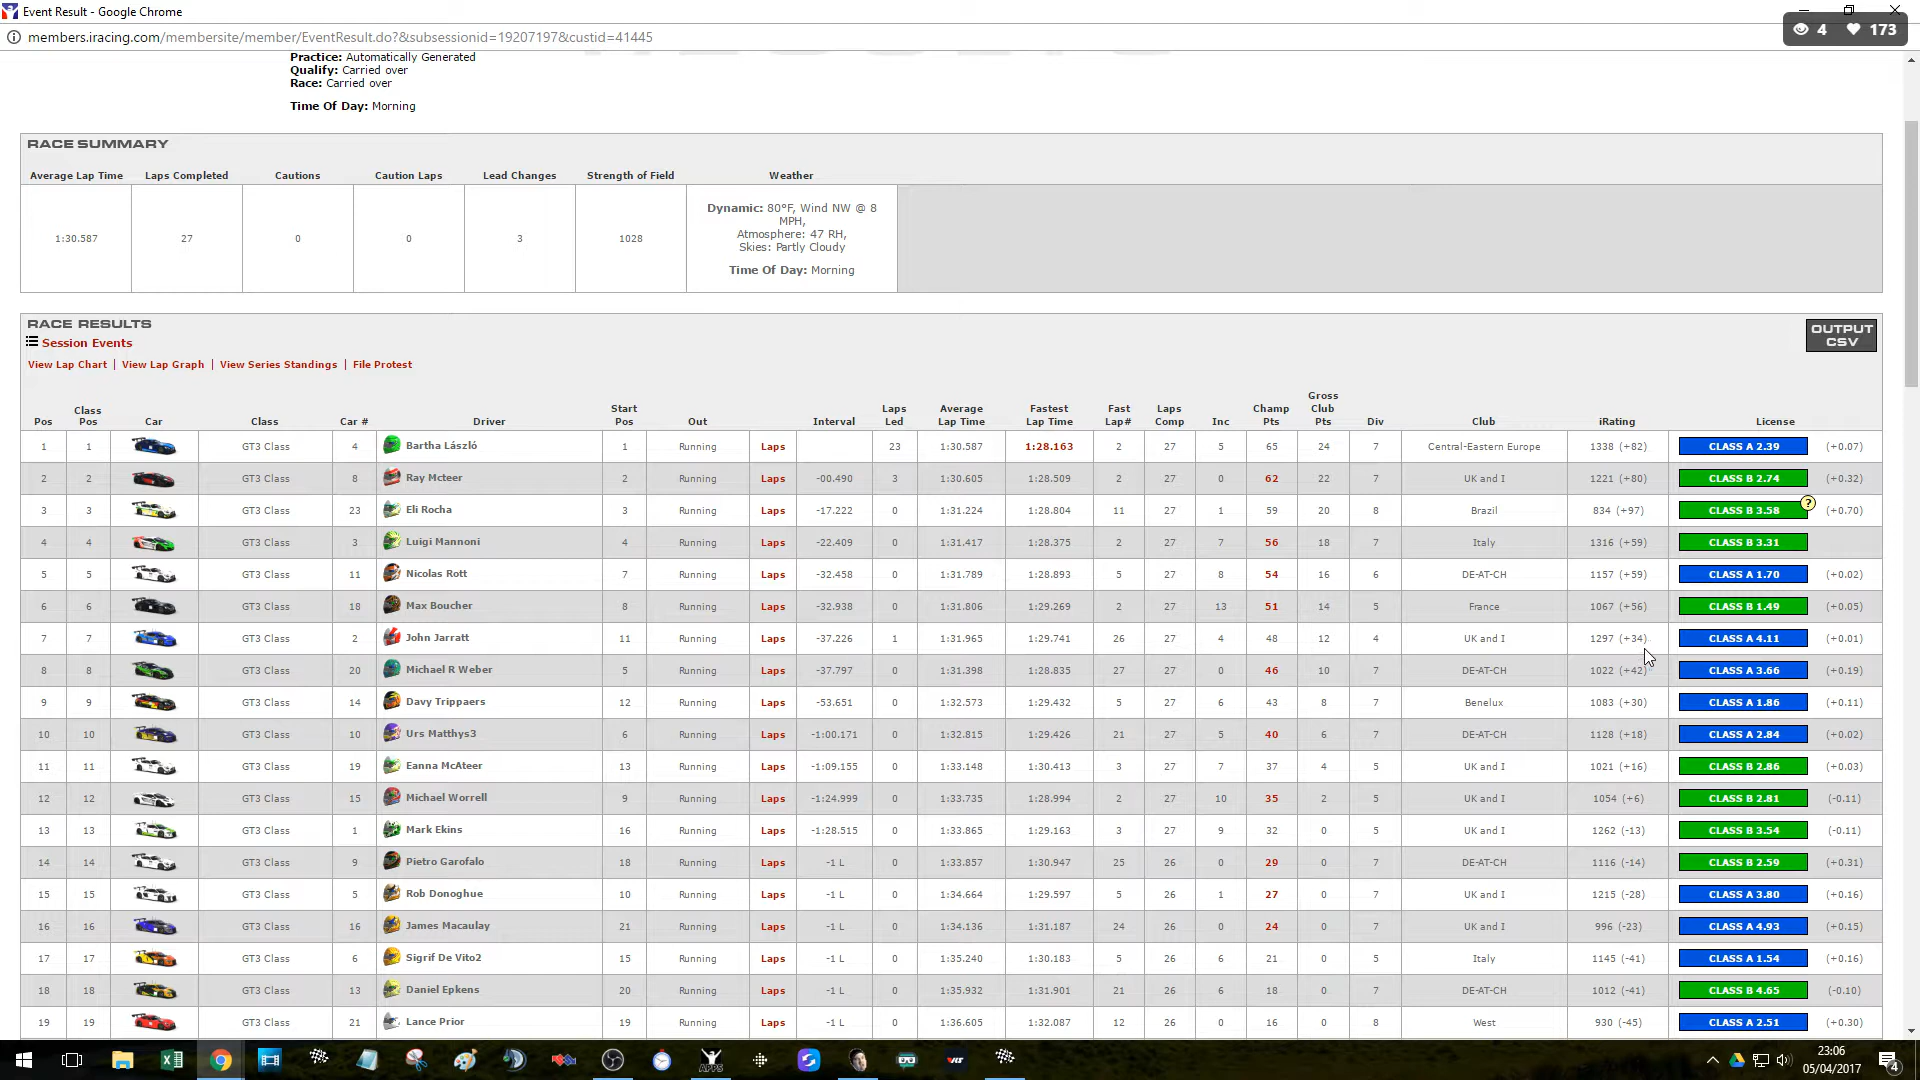 Event Result - Google Chrome
members.iracing.com/membersite/member/EventResult.do?&subsessionid=19207197&custid=41445
4 173
Practice: Automatically Generated
Qualify: Carried over
Race: Carried over
Time Of Day: Morning
RACE SUMMARY
Average Lap Time Laps Completed Cautions Caution Laps Lead Changes Strength of Field Weather
1:30.587 27 0 0 3 1028 Dynamic: 80°F, Wind NW @ 8
MPH,
Atmosphere: 47 RH,
Skies: Partly Cloudy
Time Of Day: Morning
RACE RESULTS
Session Events
OUTPUT
CSV
View Lap Chart | View Lap Graph | View Series Standings | File Protest
Pos Class Pos Car Class Car # Driver Start Pos Out Interval Laps Led Average Lap Time Fastest Lap Time Fast Lap# Laps Comp Inc Champ Pts Gross Club Pts Div Club iRating License
1 1 GT3 Class 4 Bartha László 1 Running Laps 23 1:30.587 1:28.163 2 27 5 65 24 7 Central-Eastern Europe 1338 (+82) CLASS A 2.39 (+0.07)
2 2 GT3 Class 8 Ray Mcteer 2 Running Laps -00.490 3 1:30.605 1:28.509 2 27 0 62 22 7 UK and I 1221 (+80) CLASS B 2.74 (+0.32)
3 3 GT3 Class 23 Eli Rocha 3 Running Laps -17.222 0 1:31.224 1:28.804 11 27 1 59 20 8 Brazil 834 (+97) CLASS B 3.58 ? (+0.70)
4 4 GT3 Class 3 Luigi Mannoni 4 Running Laps -22.409 0 1:31.417 1:28.375 2 27 7 56 18 7 Italy 1316 (+59) CLASS B 3.31
5 5 GT3 Class 11 Nicolas Rott 7 Running Laps -32.458 0 1:31.789 1:28.893 5 27 8 54 16 6 DE-AT-CH 1157 (+59) CLASS A 1.70 (+0.02)
6 6 GT3 Class 18 Max Boucher 8 Running Laps -32.938 0 1:31.806 1:29.269 2 27 13 51 14 5 France 1067 (+56) CLASS B 1.49 (+0.05)
7 7 GT3 Class 2 John Jarratt 11 Running Laps -37.226 1 1:31.965 1:29.741 26 27 4 48 12 4 UK and I 1297 (+34) CLASS A 4.11 (+0.01)
8 8 GT3 Class 20 Michael R Weber 5 Running Laps -37.797 0 1:31.398 1:28.835 27 27 0 46 10 7 DE-AT-CH 1022 (+42) CLASS A 3.66 (+0.19)
9 9 GT3 Class 14 Davy Trippaers 12 Running Laps -53.651 0 1:32.573 1:29.432 5 27 6 43 8 7 Benelux 1083 (+30) CLASS A 1.86 (+0.11)
10 10 GT3 Class 10 Urs Matthys3 6 Running Laps -1:00.171 0 1:32.815 1:29.426 21 27 5 40 6 7 DE-AT-CH 1128 (+18) CLASS A 2.84 (+0.02)
11 11 GT3 Class 19 Eanna McAteer 13 Running Laps -1:09.155 0 1:33.148 1:30.413 3 27 7 37 4 5 UK and I 1021 (+16) CLASS B 2.86 (+0.03)
12 12 GT3 Class 15 Michael Worrell 9 Running Laps -1:24.999 0 1:33.735 1:28.994 2 27 10 35 2 5 UK and I 1054 (+6) CLASS B 2.81 (-0.11)
13 13 GT3 Class 1 Mark Ekins 16 Running Laps -1:28.515 0 1:33.865 1:29.163 3 27 9 32 0 5 UK and I 1262 (-13) CLASS B 3.54 (-0.11)
14 14 GT3 Class 9 Pietro Garofalo 18 Running Laps -1 L 0 1:33.857 1:30.947 25 26 0 29 0 7 DE-AT-CH 1116 (-14) CLASS B 2.59 (+0.31)
15 15 GT3 Class 5 Rob Donoghue 10 Running Laps -1 L 0 1:34.664 1:29.597 5 26 1 27 0 7 UK and I 1215 (-28) CLASS A 3.80 (+0.16)
16 16 GT3 Class 16 James Macaulay 21 Running Laps -1 L 0 1:34.136 1:31.187 24 26 0 24 0 7 UK and I 996 (-23) CLASS A 4.93 (+0.15)
17 17 GT3 Class 6 Sigrif De Vito2 15 Running Laps -1 L 0 1:35.240 1:30.183 5 26 6 21 0 5 Italy 1145 (-41) CLASS A 1.54 (+0.16)
18 18 GT3 Class 13 Daniel Epkens 20 Running Laps -1 L 0 1:35.932 1:31.901 21 26 6 18 0 7 DE-AT-CH 1012 (-41) CLASS B 4.65 (-0.10)
19 19 GT3 Class 21 Lance Prior 19 Running Laps -1 L 0 1:36.605 1:32.087 12 26 0 16 0 8 West 930 (-45) CLASS A 2.51 (+0.30)
APPS
23:06
05/04/2017
4